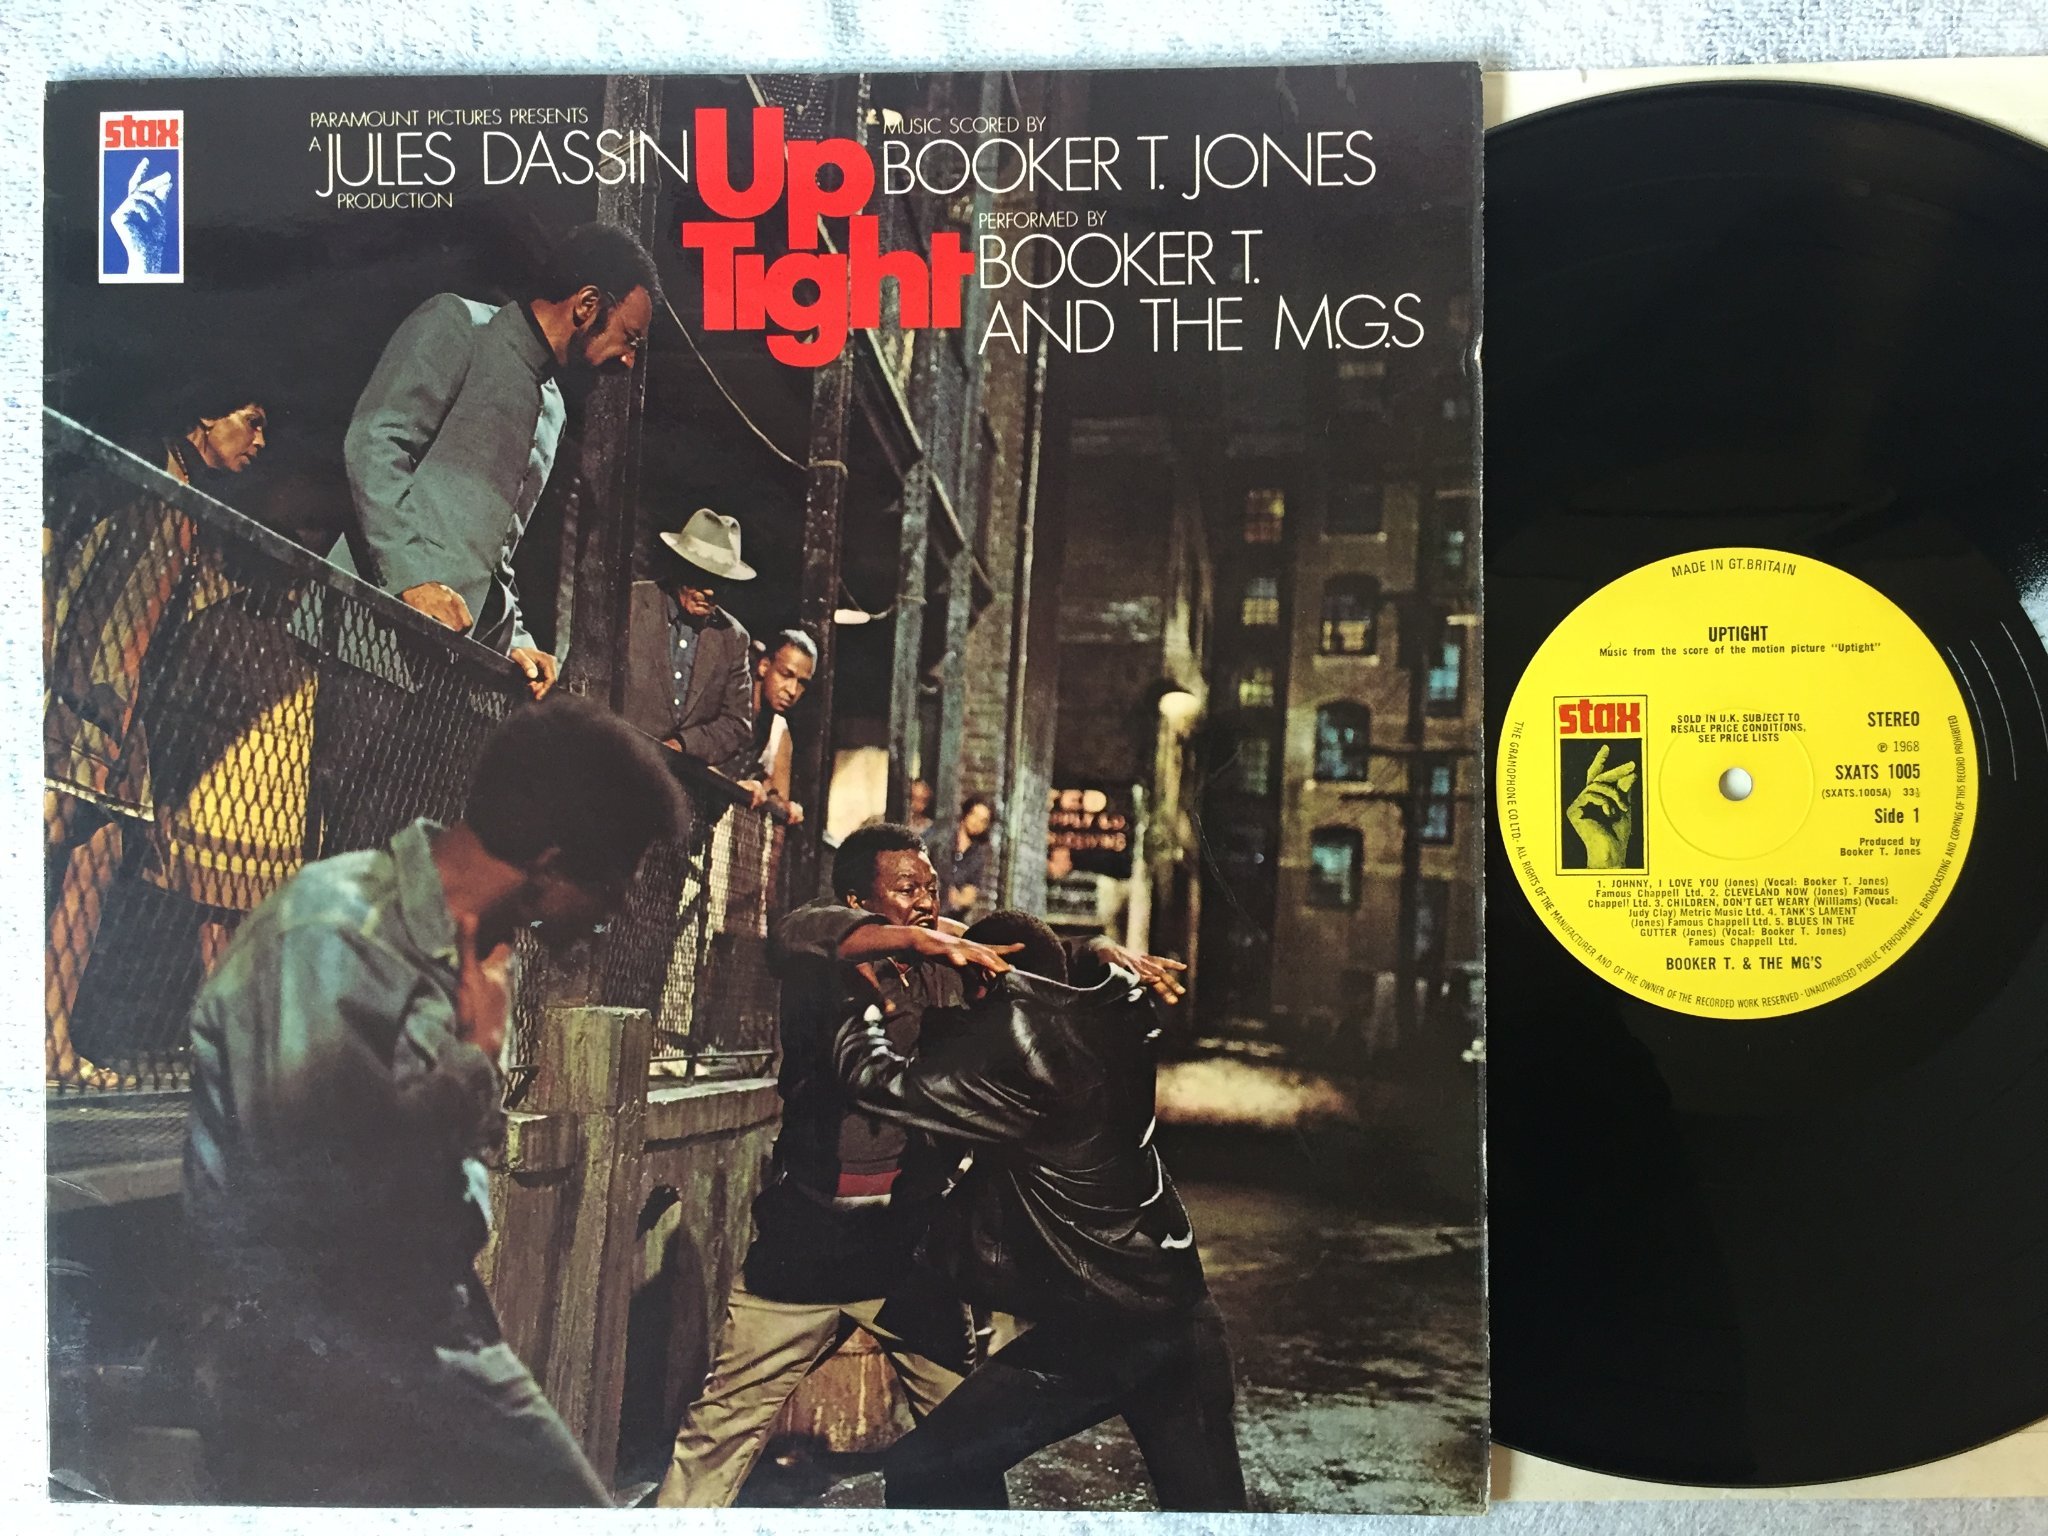 stax
PARAMOUNT PICTURES PRESENTS
A JULES DASSIN
PRODUCTION
Up
Tight
MUSIC SCORED BY
BOOKER T. JONES
PERFORMED BY
BOOKER T.
AND THE M.G.S
MADE IN GT. BRITAIN
UPTIGHT
Music from the score of the motion picture "Uptight"
stax
SOLD IN U.K. SUBJECT TO
RESALE PRICE CONDITIONS,
SEE PRICE LISTS
STEREO
℗ 1968
SXATS 1005
(SXATS.1005A) 33⅓
Side 1
Produced by
Booker T. Jones
1. JOHNNY, I LOVE YOU (Jones) (Vocal: Booker T. Jones)
Famous Chappell Ltd. 2. CLEVELAND NOW (Jones) Famous
Chappell Ltd. 3. CHILDREN, DON'T GET WEARY (Williams) (Vocal:
Judy Clay) Metric Music Ltd. 4. TANK'S LAMENT
(Jones) Famous Chappell Ltd. 5. BLUES IN THE
GUTTER (Jones) (Vocal: Booker T. Jones)
Famous Chappell Ltd.
BOOKER T. & THE MG'S
THE GRAMOPHONE CO. LTD. ALL RIGHTS OF THE MANUFACTURER AND OF THE OWNER OF THE RECORDED WORK RESERVED - UNAUTHORISED PUBLIC PERFORMANCE BROADCASTING AND COPYING OF THIS RECORD PROHIBITED